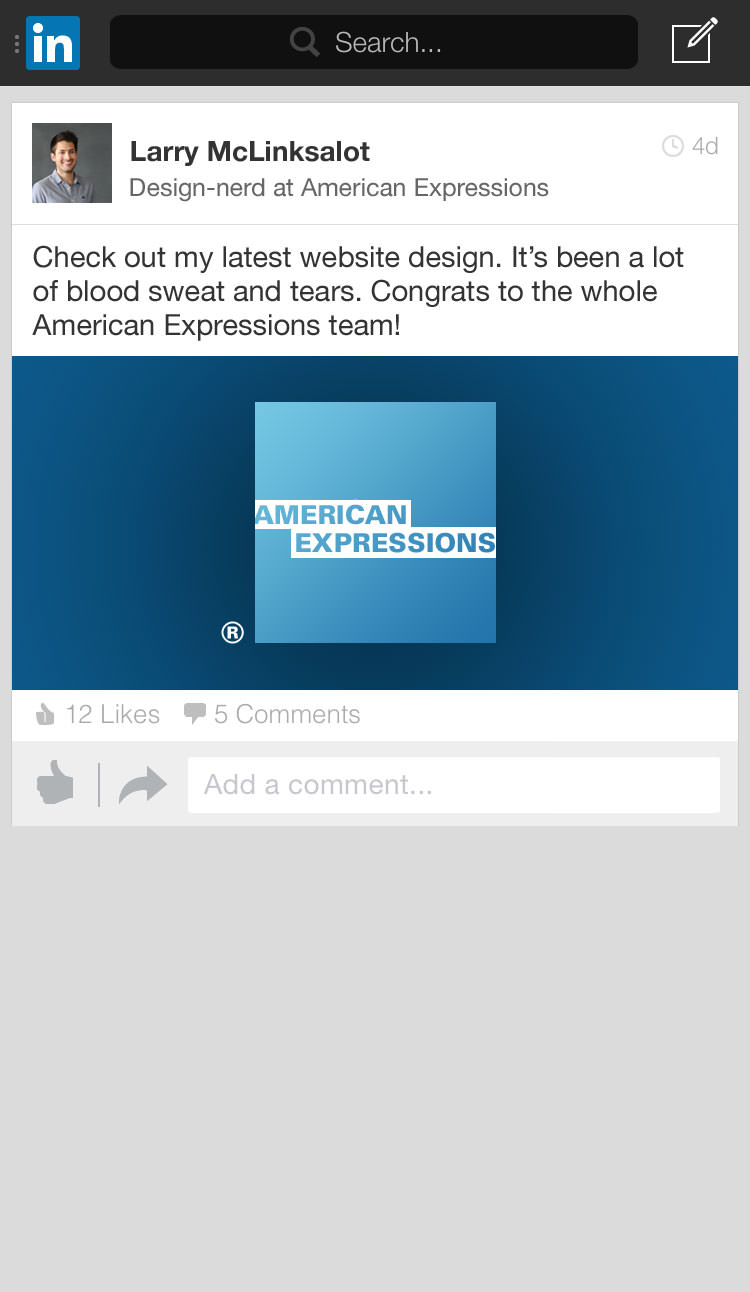 in
Search...
Larry McLinksalot
4d
Design-nerd at American Expressions
Check out my latest website design. It’s been a lot
of blood sweat and tears. Congrats to the whole
American Expressions team!
AMERICAN
EXPRESSIONS
®
12 Likes 5 Comments
Add a comment...